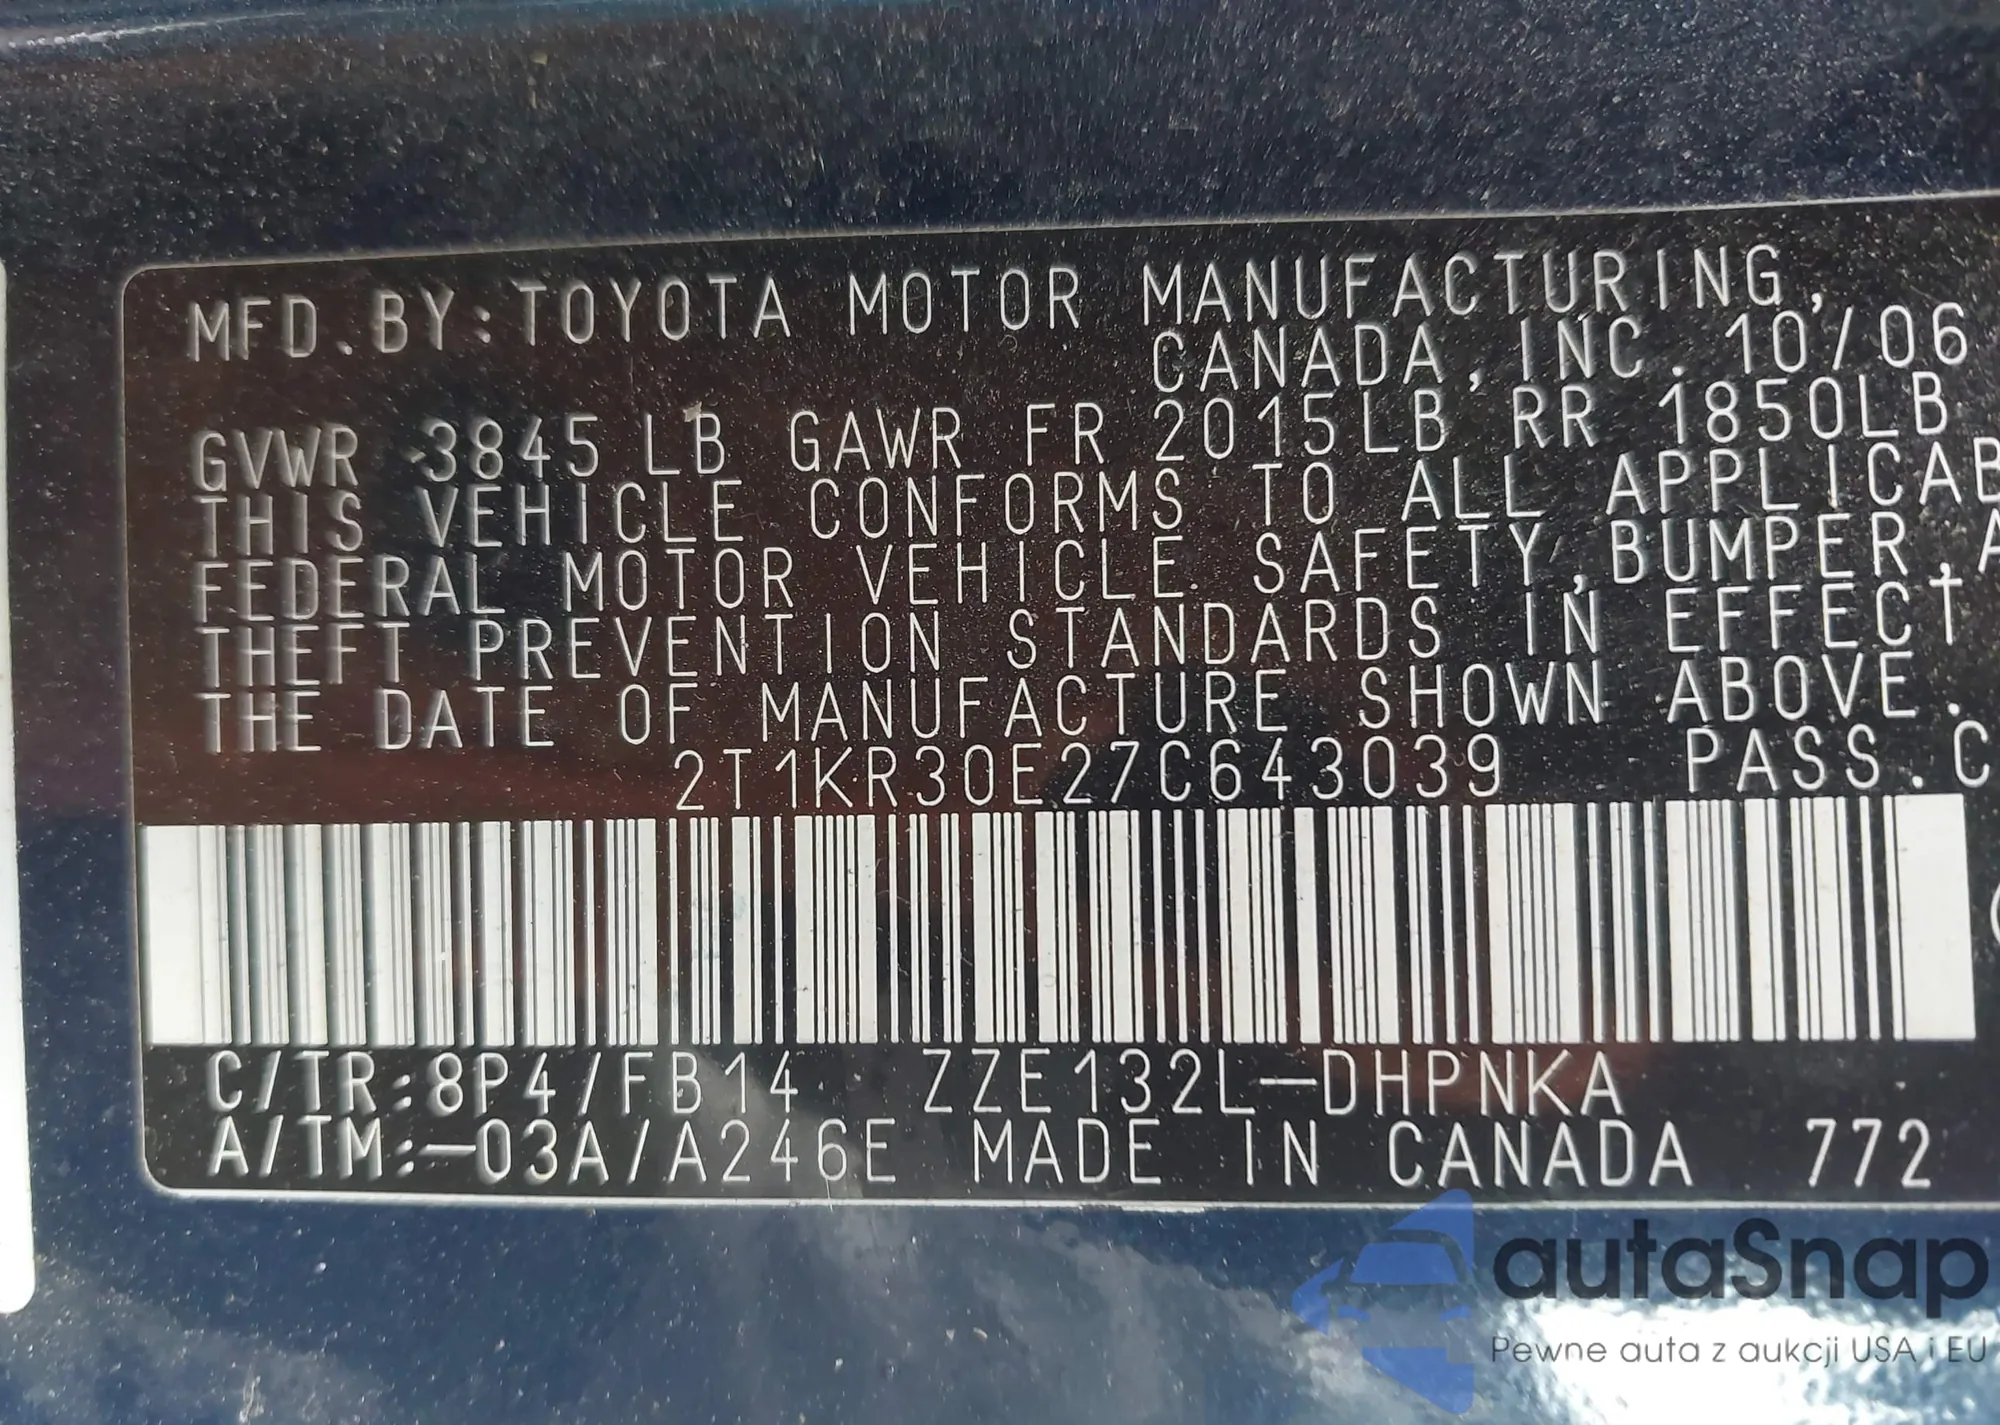 MFD.BY:TOYOTA MOTOR MANUFACTURING,
CANADA,INC. 10/06
GVWR 3845 LB GAWR FR 2015LB RR 1850LB
THIS VEHICLE CONFORMS TO ALL APPLICAB
FEDERAL MOTOR VEHICLE SAFETY,BUMPER,A
THEFT PREVENTION STANDARDS IN EFFECT
THE DATE OF MANUFACTURE SHOWN ABOVE.
2T1KR30E27C643039 PASS.C
C/TR:8P4/FB14 ZZE132L-DHPNKA
A/TM:-03A/A246E MADE IN CANADA 772
autaSnap
Pewne auta z aukcji USA i EU